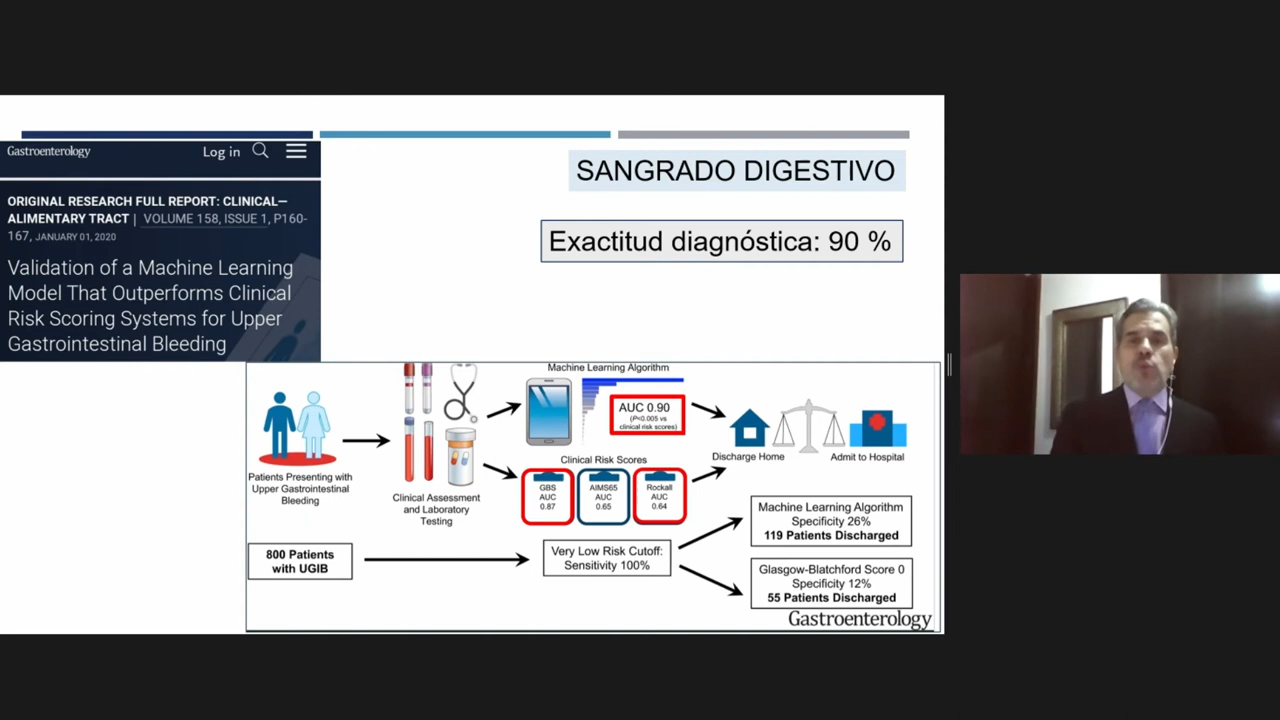 SANGRADO DIGESTIVO
Exactitud diagnóstica: 90 %
Gastroenterology
Log in
ORIGINAL RESEARCH FULL REPORT: CLINICAL—
ALIMENTARY TRACT | VOLUME 158, ISSUE 1, P160-
167, JANUARY 01, 2020
Validation of a Machine Learning
Model That Outperforms Clinical
Risk Scoring Systems for Upper
Gastrointestinal Bleeding
Patients Presenting with
Upper Gastrointestinal
Bleeding
Clinical Assessment
and Laboratory
Testing
Machine Learning Algorithm
AUC 0.90
(P<0.005 vs
clinical risk scores)
Clinical Risk Scores
GBS
AUC
0.87
AIMS65
AUC
0.65
Rockall
AUC
0.64
Discharge Home
Admit to Hospital
800 Patients
with UGIB
Very Low Risk Cutoff:
Sensitivity 100%
Machine Learning Algorithm
Specificity 26%
119 Patients Discharged
Glasgow-Blatchford Score 0
Specificity 12%
55 Patients Discharged
Gastroenterology